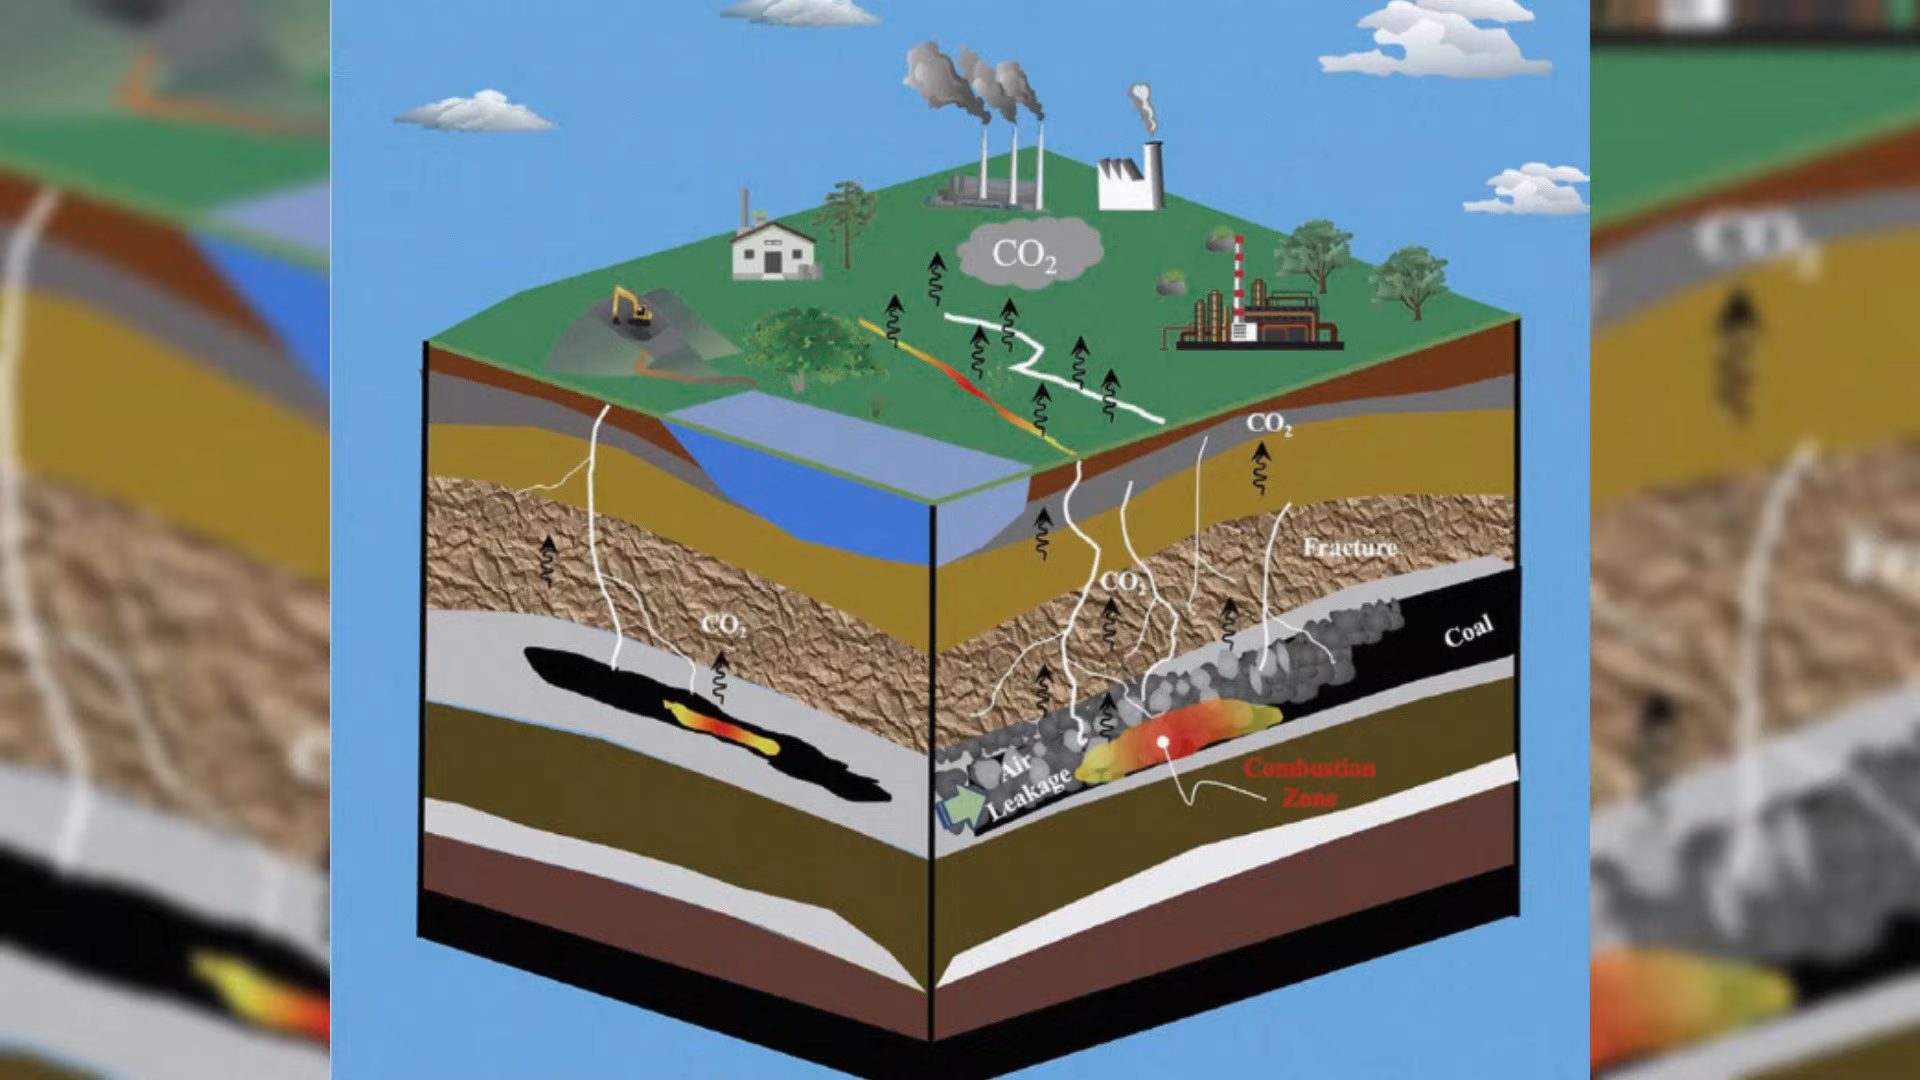 CO₂
CO₂
Fracture
CO₂
CO₂
Coal
Air
Leakage
Combustion
Zone